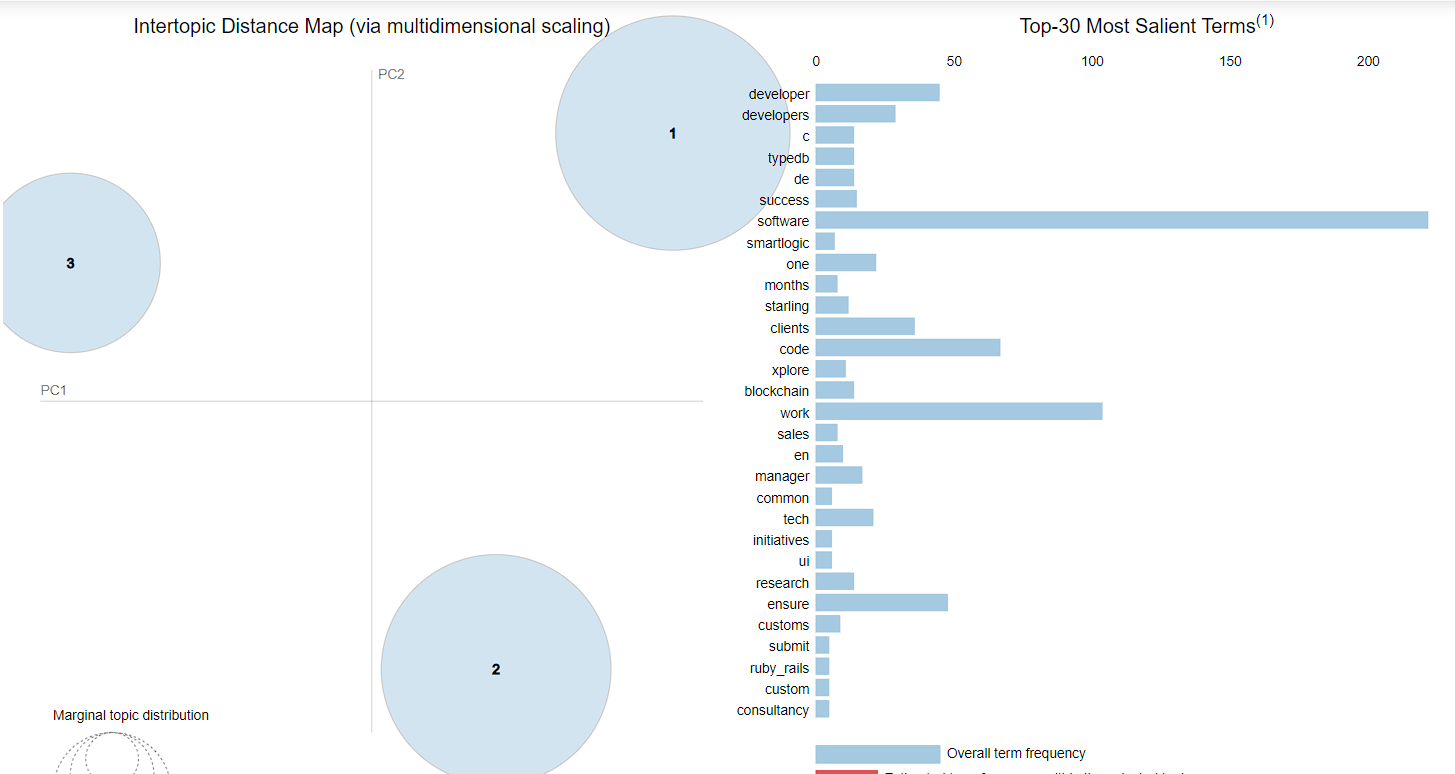 Intertopic Distance Map (via multidimensional scaling)
PC2
PC1
1
2
3
Marginal topic distribution
Top-30 Most Salient Terms(1)
0 50 100 150 200
developer
developers
c
typedb
de
success
software
smartlogic
one
months
starling
clients
code
xplore
blockchain
work
sales
en
manager
common
tech
initiatives
ui
research
ensure
customs
submit
ruby_rails
custom
consultancy
Overall term frequency